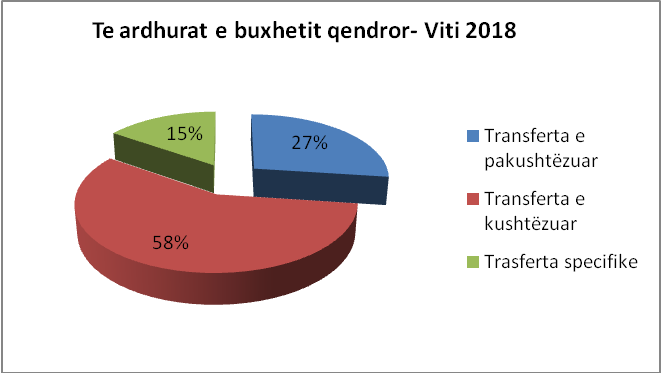 Te ardhurat e buxhetit qendror- Viti 2018
15%
27%
58%
Transferta e
pakushtëzuar
Transferta e
kushtëzuar
Trasferta specifike